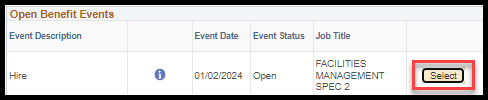 Open Benefit Events
Event Description Event Date Event Status Job Title
Hire 01/02/2024 Open FACILITIES MANAGEMENT SPEC 2 Select